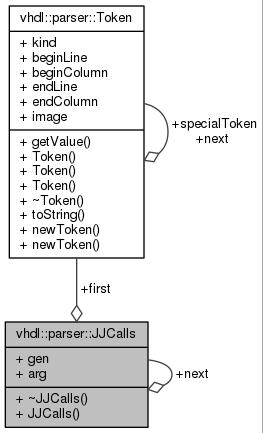 vhdl::parser::Token
+ kind
+ beginLine
+ beginColumn
+ endLine
+ endColumn
+ image
+ getValue()
+ Token()
+ Token()
+ Token()
+ ~Token()
+ toString()
+ newToken()
+ newToken()
+specialToken
+next
+first
vhdl::parser::JJCalls
+ gen
+ arg
+ ~JJCalls()
+ JJCalls()
+next